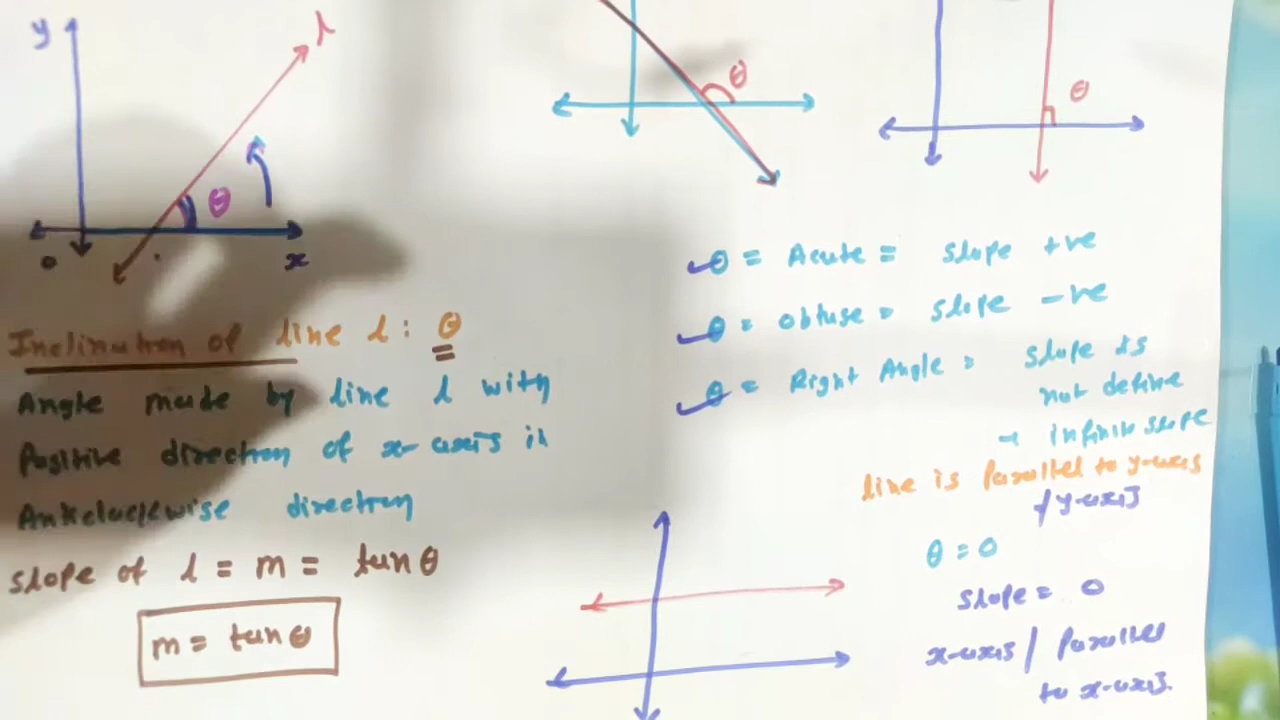 y
l
θ
o
x
Inclination of line l : θ
Angle made by line l with
Positive direction of x-axis in
Anticlockwise direction
Slope of l = m = tanθ
m = tanθ
θ
θ
θ = Acute = slope +ve
θ = obtuse = slope -ve
θ = Right Angle = slope is
not define
→ infinite slope
line is Parallel to y-axis
/ y-axis
θ = 0
slope = 0
x-axis / Parallel
to x-axis.